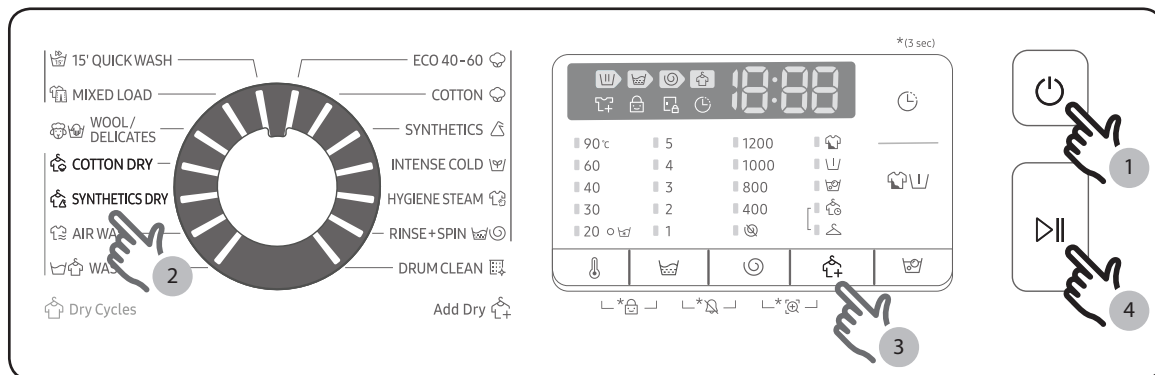 *(3 sec)
15' QUICK WASH
MIXED LOAD
WOOL/
DELICATES
COTTON DRY
SYNTHETICS DRY
AIR WA
WAS
Dry Cycles
ECO 40-60
COTTON
SYNTHETICS
INTENSE COLD
HYGIENE STEAM
RINSE+SPIN
DRUM CLEAN
Add Dry
18:88
90℃ 5 1200
60 4 1000
40 3 800
30 2 400
20 1
* * *
1
2
3
4